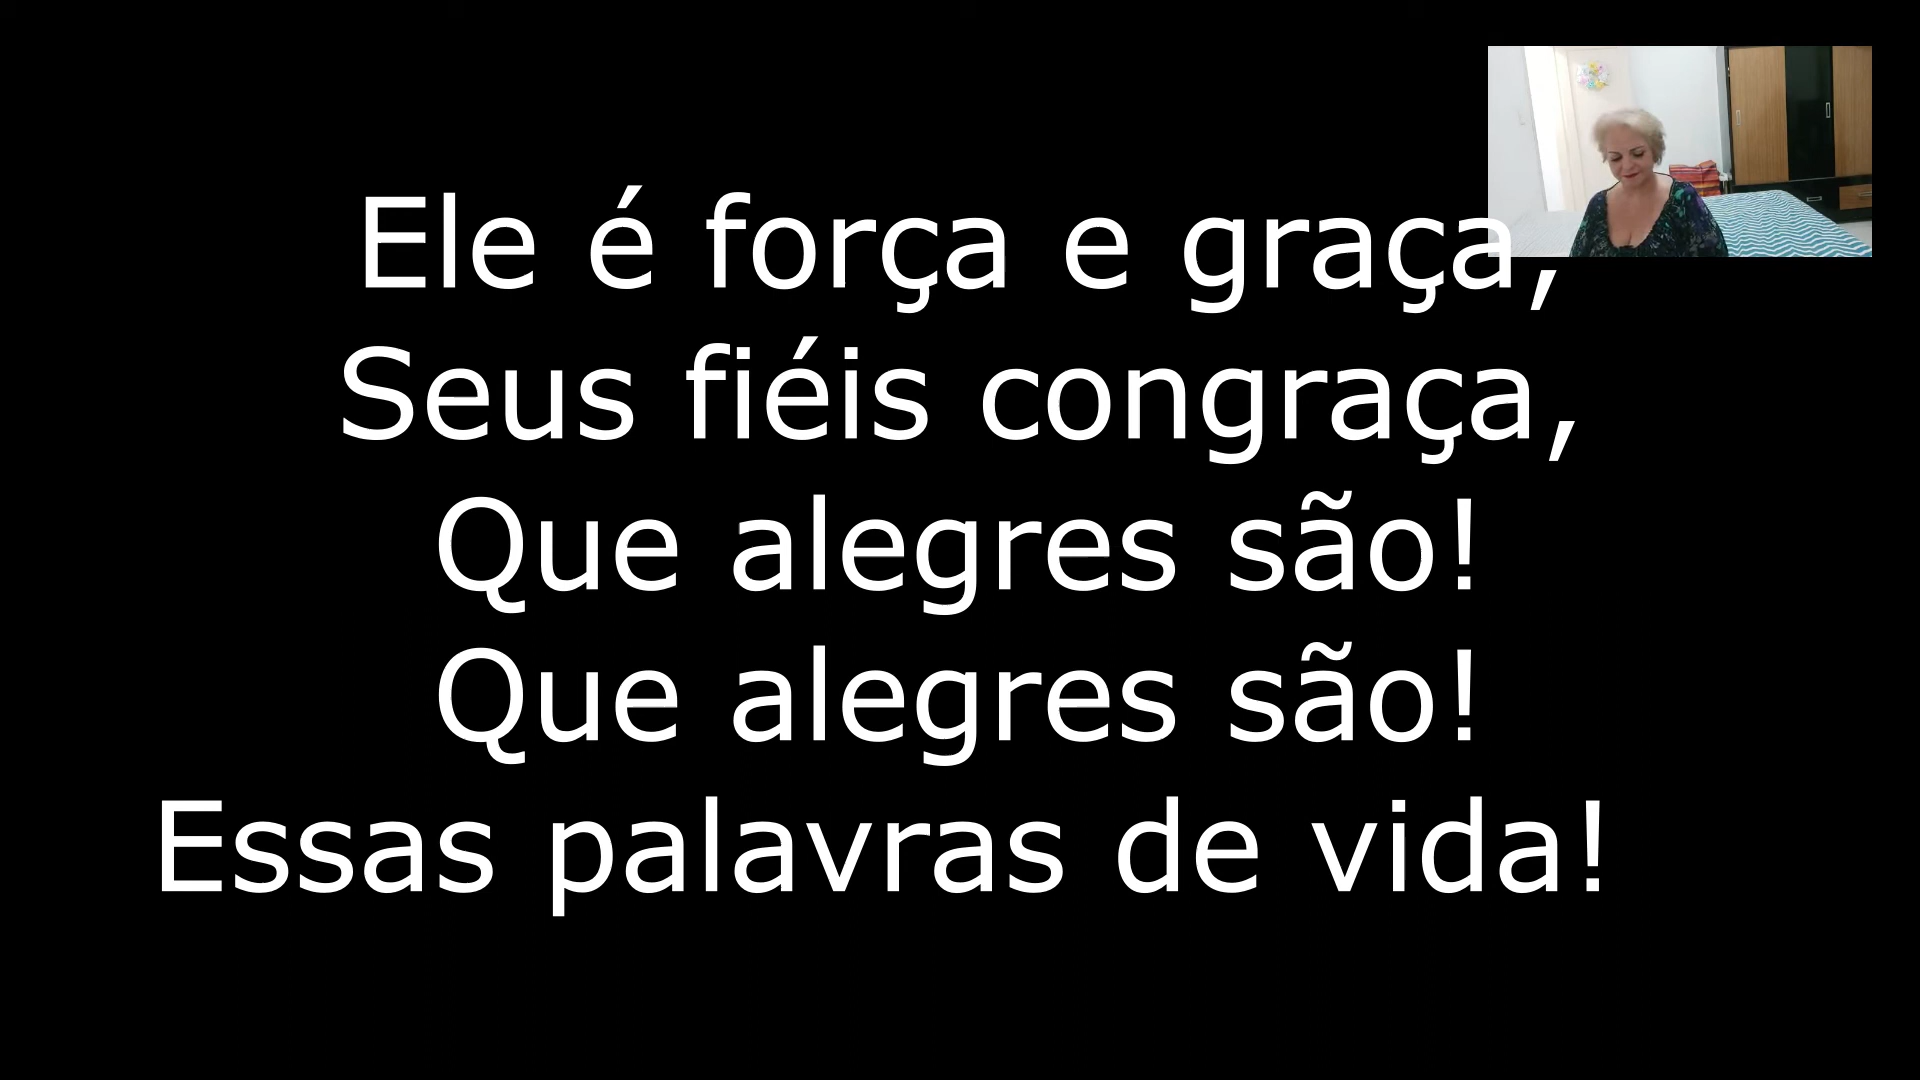 Ele é força e graça,
Seus fiéis congraça,
Que alegres são!
Que alegres são!
Essas palavras de vida!